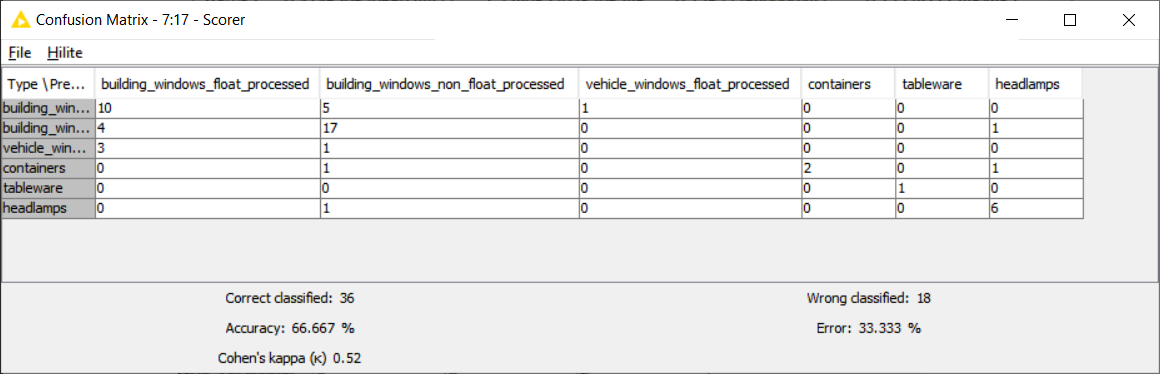 Confusion Matrix - 7:17 - Scorer
File Hilite
Type \ Pre... building_windows_float_processed building_windows_non_float_processed vehicle_windows_float_processed containers tableware headlamps
building_win... 10 5 1 0 0 0
building_win... 4 17 0 0 0 1
vehicle_win... 3 1 0 0 0 0
containers 0 1 0 2 0 1
tableware 0 0 0 0 1 0
headlamps 0 1 0 0 0 6
Correct classified: 36 Wrong classified: 18
Accuracy: 66.667 % Error: 33.333 %
Cohen's kappa (κ) 0.52